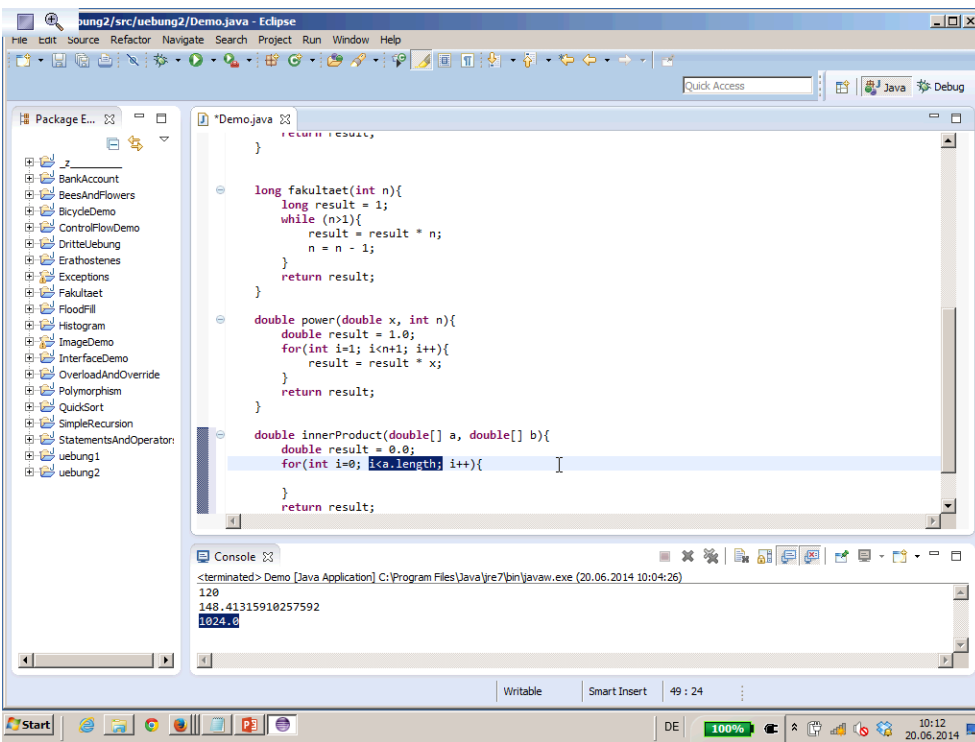 bung2/src/uebung2/Demo.java - Eclipse
File Edit Source Refactor Navigate Search Project Run Window Help
Quick Access
Java
Debug
Package E...
_z________
BankAccount
BeesAndFlowers
BicycleDemo
ControlFlowDemo
DritteUebung
Erathostenes
Exceptions
Fakultaet
FloodFill
Histogram
ImageDemo
InterfaceDemo
OverloadAndOverride
Polymorphism
QuickSort
SimpleRecursion
StatementsAndOperator
uebung1
uebung2
*Demo.java
return result;
}
long fakultaet(int n){
long result = 1;
while (n>1){
result = result * n;
n = n - 1;
}
return result;
}
double power(double x, int n){
double result = 1.0;
for(int i=1; i<n+1; i++){
result = result * x;
}
return result;
}
double innerProduct(double[] a, double[] b){
double result = 0.0;
for(int i=0; i<a.length; i++){
}
return result;
Console
<terminated> Demo [Java Application] C:\Program Files\Java\jre7\bin\javaw.exe (20.06.2014 10:04:26)
120
148.41315910257592
1024.0
Writable
Smart Insert
49 : 24
Start
DE
100%
10:12
20.06.2014